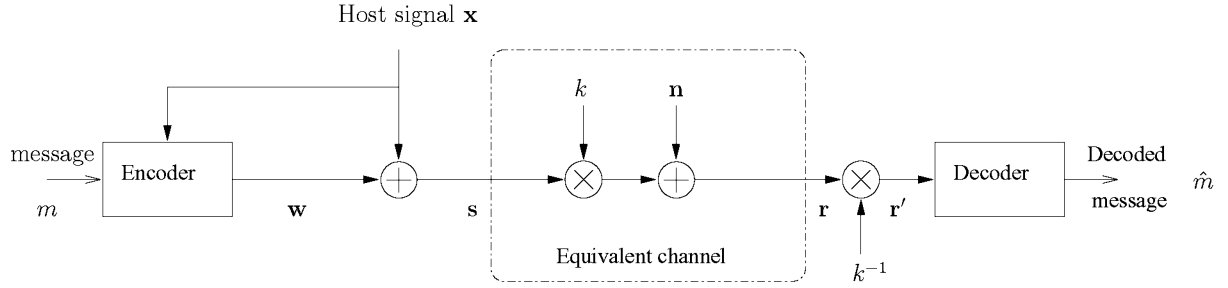 Host signal x
k
n
message
Encoder
m
w
s
Equivalent channel
r
r′
k⁻¹
Decoder
Decoded
message
m̂